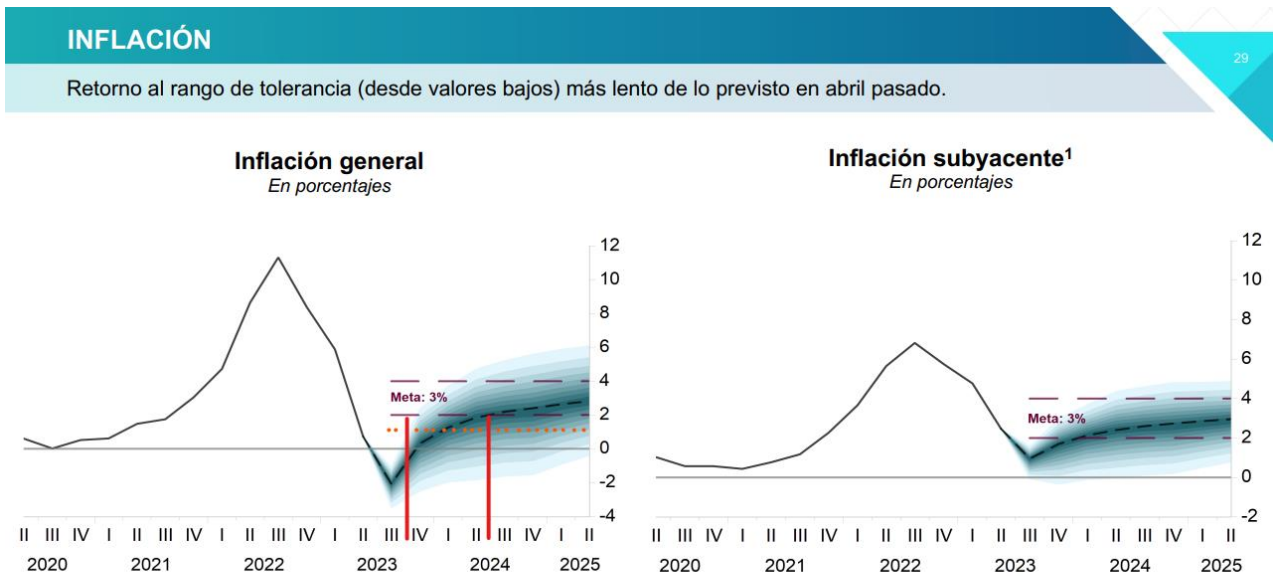 INFLACIÓN
29
Retorno al rango de tolerancia (desde valores bajos) más lento de lo previsto en abril pasado.
Inflación general
En porcentajes
12
10
8
6
4
2
0
-2
-4
Meta: 3%
II III IV I II III IV I II III IV I II III IV I II III IV I II
2020 2021 2022 2023 2024 2025
Inflación subyacente¹
En porcentajes
12
10
8
6
4
2
0
-2
Meta: 3%
II III IV I II III IV I II III IV I II III IV I II III IV I II
2020 2021 2022 2023 2024 2025